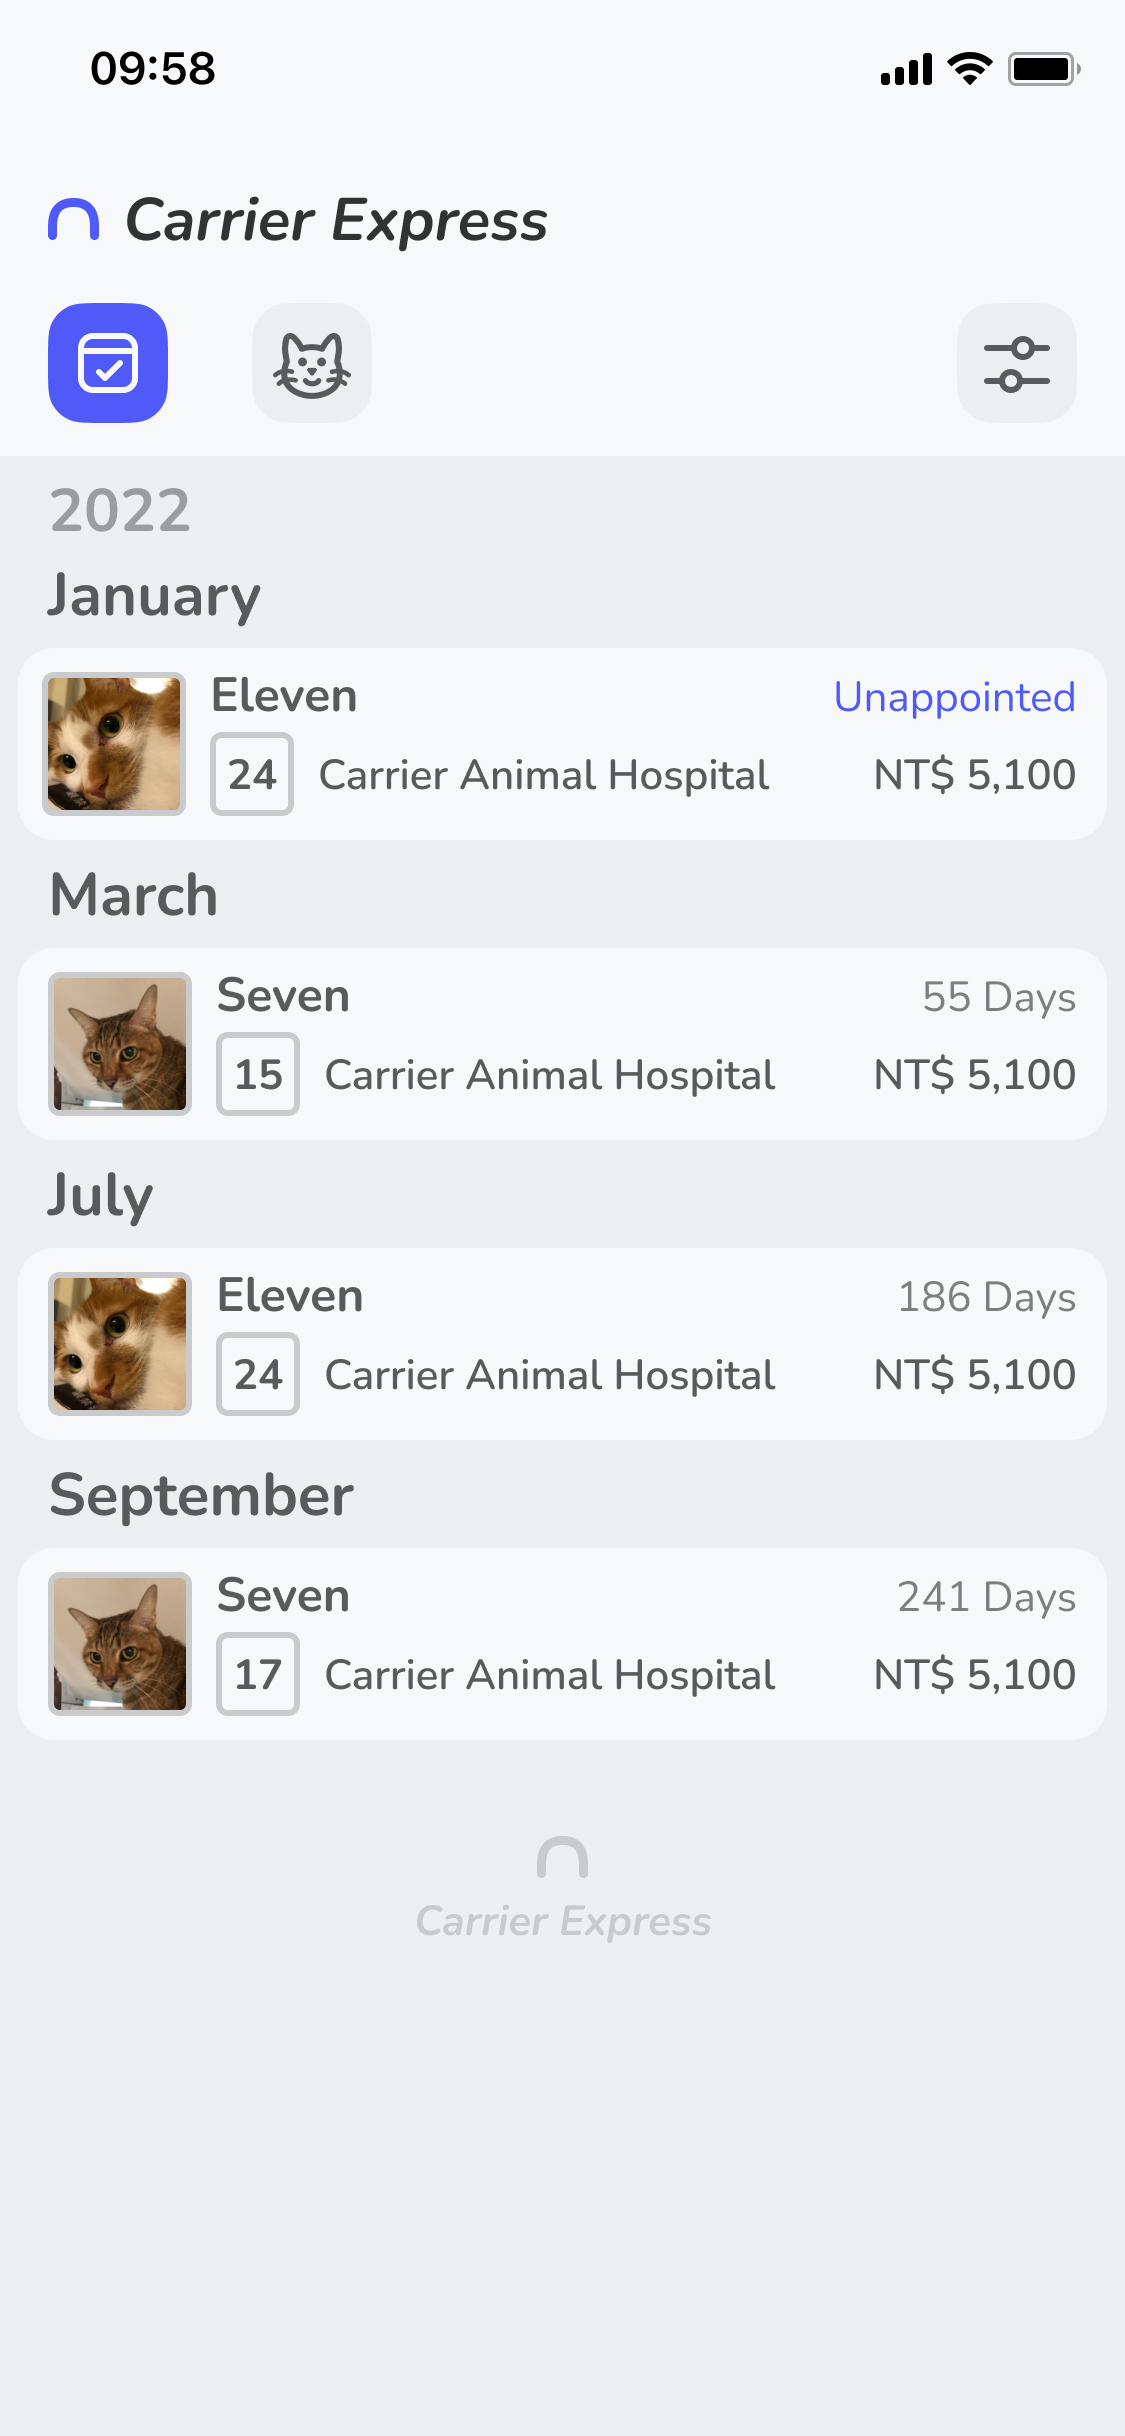 09:58
Carrier Express
2022
January
Eleven
Unappointed
24 Carrier Animal Hospital NT$ 5,100
March
Seven
55 Days
15 Carrier Animal Hospital NT$ 5,100
July
Eleven
186 Days
24 Carrier Animal Hospital NT$ 5,100
September
Seven
241 Days
17 Carrier Animal Hospital NT$ 5,100
Carrier Express